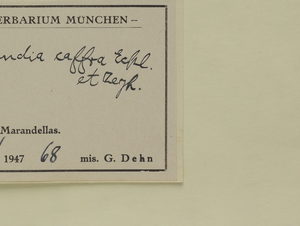 ERBARIUM MÜNCHEN
ndia caffra Eckl.
et Zeyh.
Marandellas.
1947 68 mis. G. Dehn